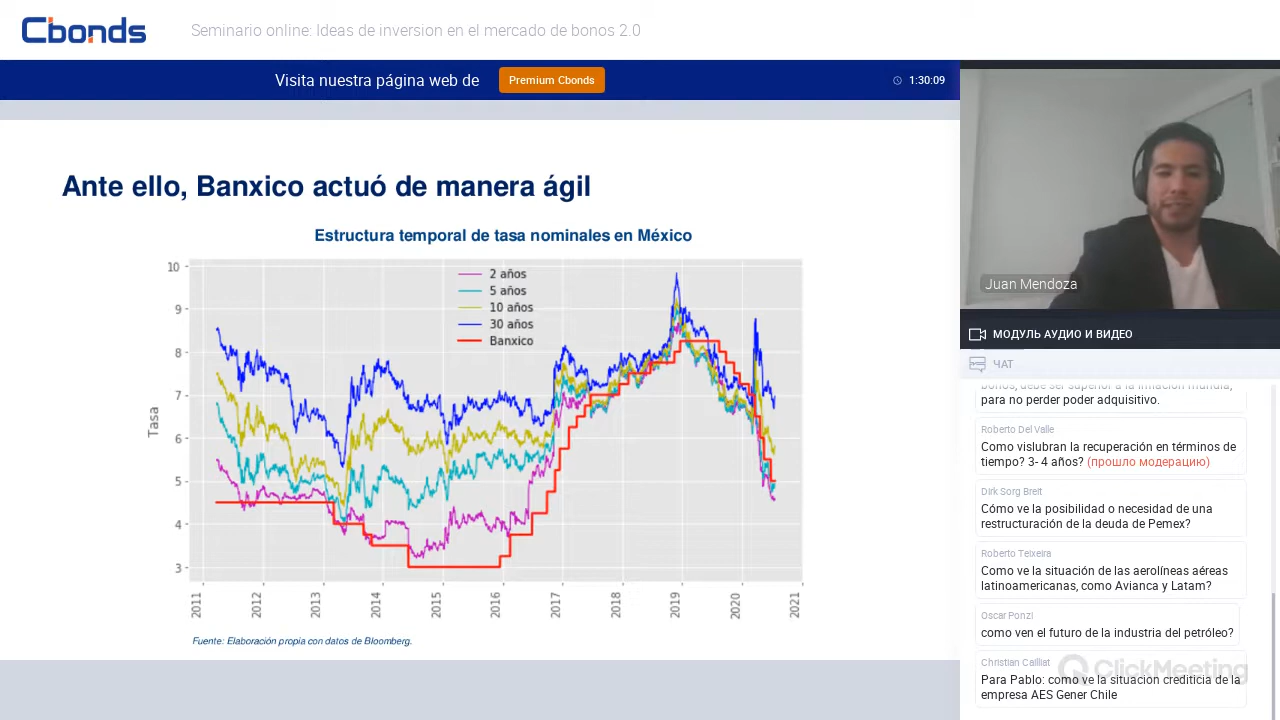 Cbonds
Seminario online: Ideas de inversion en el mercado de bonos 2.0
Visita nuestra página web de
Premium Cbonds
1:30:09
Ante ello, Banxico actuó de manera ágil
Estructura temporal de tasa nominales en México
10
9
8
7
6
5
4
3
Tasa
2 años
5 años
10 años
30 años
Banxico
2011
2012
2013
2014
2015
2016
2017
2018
2019
2020
2021
Fuente: Elaboración propia con datos de Bloomberg.
Juan Mendoza
МОДУЛЬ АУДИО И ВИДЕО
ЧАТ
bonos, debe ser superior a la inflación mundia,
para no perder poder adquisitivo.
Roberto Del Valle
Como vislubran la recuperación en términos de
tiempo? 3- 4 años? (прошло модерацию)
Dirk Sorg Breit
Cómo ve la posibilidad o necesidad de una
restructuración de la deuda de Pemex?
Roberto Teixeira
Como ve la situación de las aerolíneas aéreas
latinoamericanas, como Avianca y Latam?
Oscar Ponzi
como ven el futuro de la industria del petróleo?
Christian Cailliat
Para Pablo: como ve la situacion crediticia de la
empresa AES Gener Chile
ClickMeeting